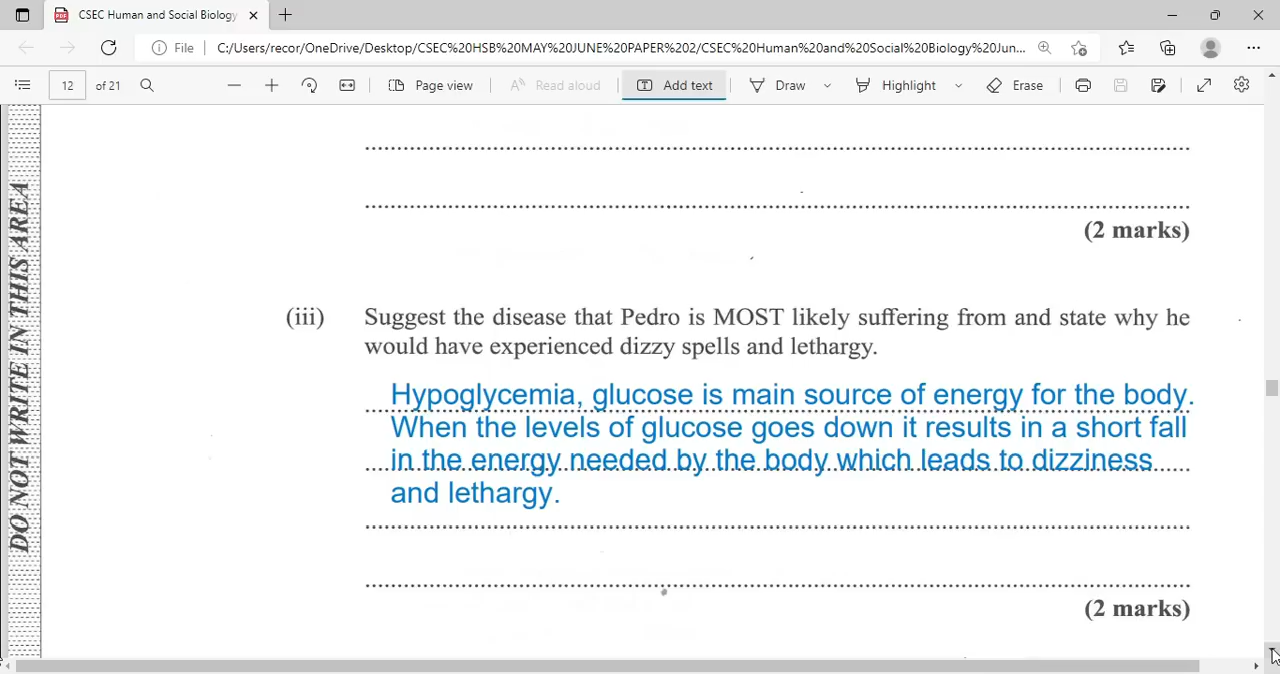 CSEC Human and Social Biology
File
C:/Users/recor/OneDrive/Desktop/CSEC%20HSB%20MAY%20JUNE%20PAPER%202/CSEC%20Human%20and%20Social%20Biology%20Jun...
12 of 21
Page view
Read aloud
Add text
Draw
Highlight
Erase
DO NOT WRITE IN THIS AREA
(2 marks)
(iii) Suggest the disease that Pedro is MOST likely suffering from and state why he
would have experienced dizzy spells and lethargy.
Hypoglycemia, glucose is main source of energy for the body.
When the levels of glucose goes down it results in a short fall
in the energy needed by the body which leads to dizziness
and lethargy.
(2 marks)